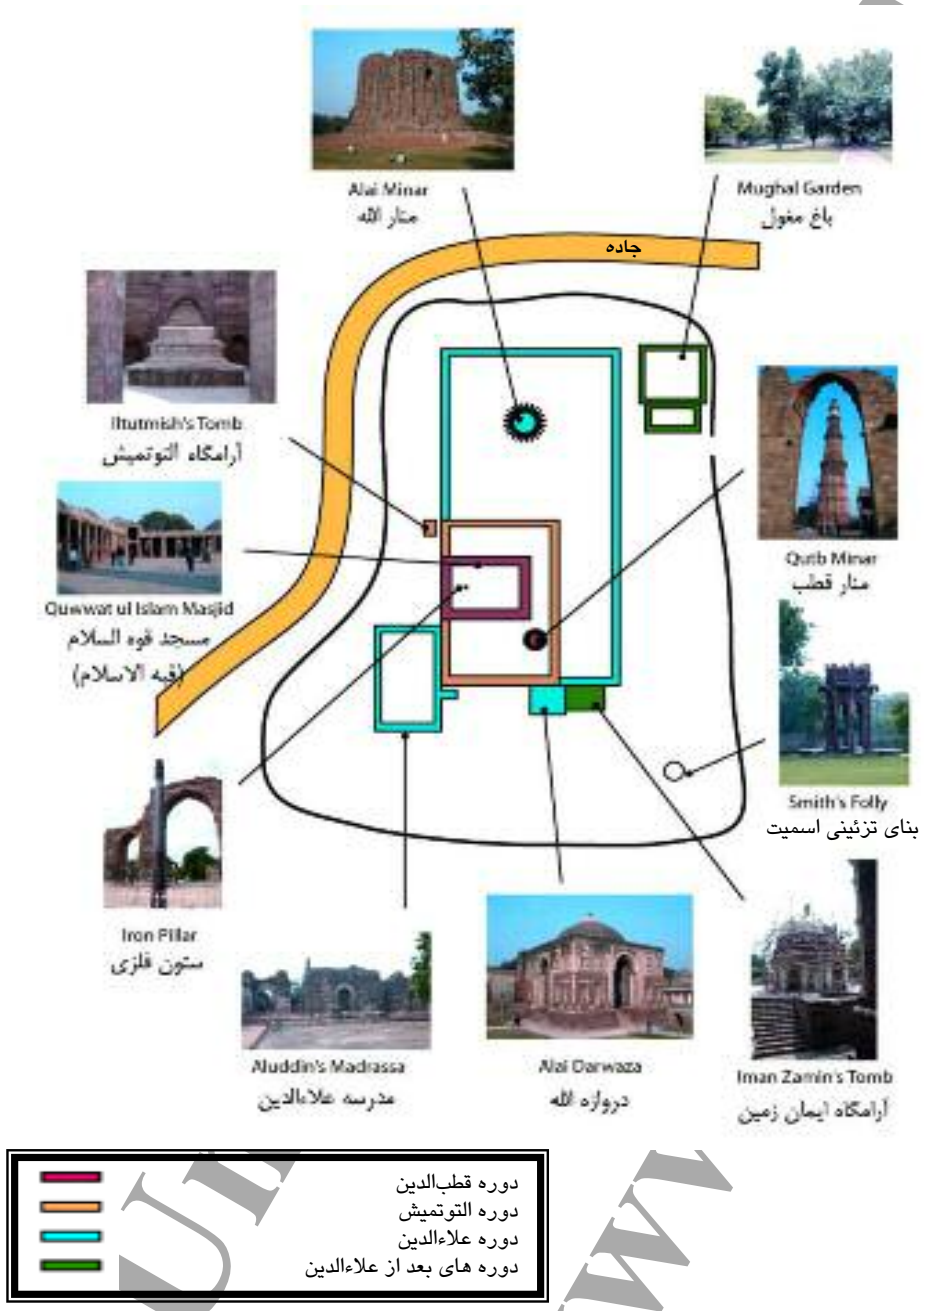 Alai Minar
منار الله
Mughal Garden
باغ مغول
جاده
Iltutmish's Tomb
آرامگاه التوتمیش
Quwwat ul Islam Masjid
مسجد قوه السلام
(قبه الاسلام)
Qutb Minar
منار قطب
Smith's Folly
بنای تزئینی اسمیت
Iron Pillar
ستون فلزی
Aluddin's Madrassa
مدرسه علاءالدین
Alai Darwaza
دروازه الله
Iman Zamin's Tomb
آرامگاه ایمان زمین
دوره قطب‌الدین
دوره التوتمیش
دوره علاءالدین
دوره های بعد از علاءالدین